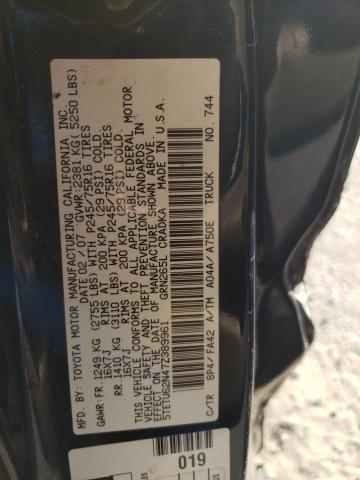 MFD. BY: TOYOTA MOTOR MANUFACTURING CALIFORNIA INC.
DATE 02/07 GVWR: 2381 KG( 5250 LBS)
GAWR: FR. 1249 KG (2755 LBS) WITH P245/75R16 TIRES
16X7J RIMS AT 200 KPA (29 PSI) COLD.
RR. 1410 KG (3110 LBS) WITH P245/75R16 TIRES
16X7J RIMS AT 200 KPA (29 PSI) COLD.
THIS VEHICLE CONFORMS TO ALL APPLICABLE FEDERAL MOTOR
VEHICLE SAFETY AND THEFT PREVENTION STANDARDS IN
EFFECT ON THE DATE OF MANUFACTURE SHOWN ABOVE.
5TETU62N47Z389961 GRN265L CRADKA MADE IN U.S.A.
TRUCK
C/TR 8P4/FA42 A/TM A04A/A750E NO. 744
019